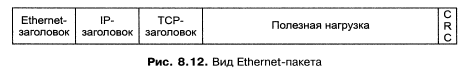 Ethernet-
заголовок
IP-
заголовок
TCP-
заголовок
Полезная нагрузка
C
R
C
Рис. 8.12. Вид Ethernet-пакета